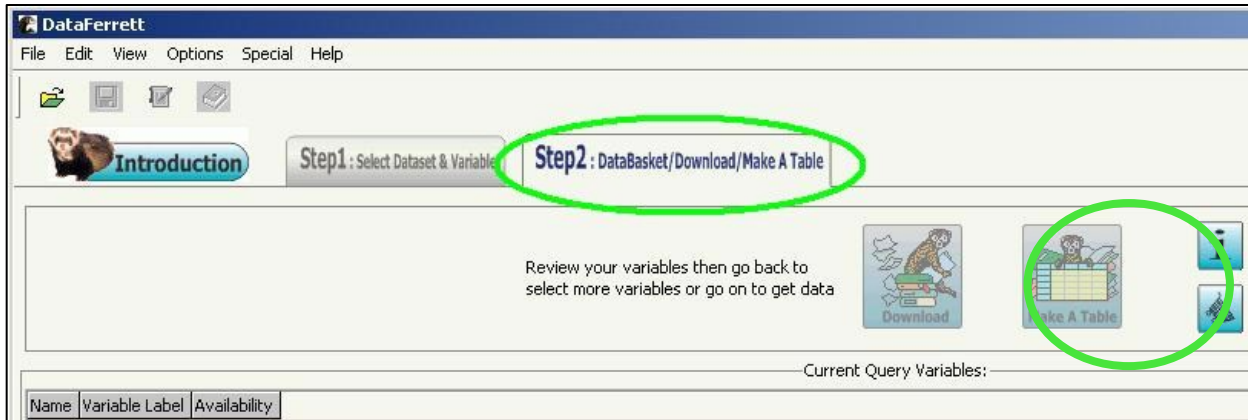 DataFerrett
File Edit View Options Special Help
Introduction
Step1 : Select Dataset & Variable
Step2 : DataBasket/Download/Make A Table
Review your variables then go back to
select more variables or go on to get data
Download
Make A Table
i
Current Query Variables:
Name Variable Label Availability